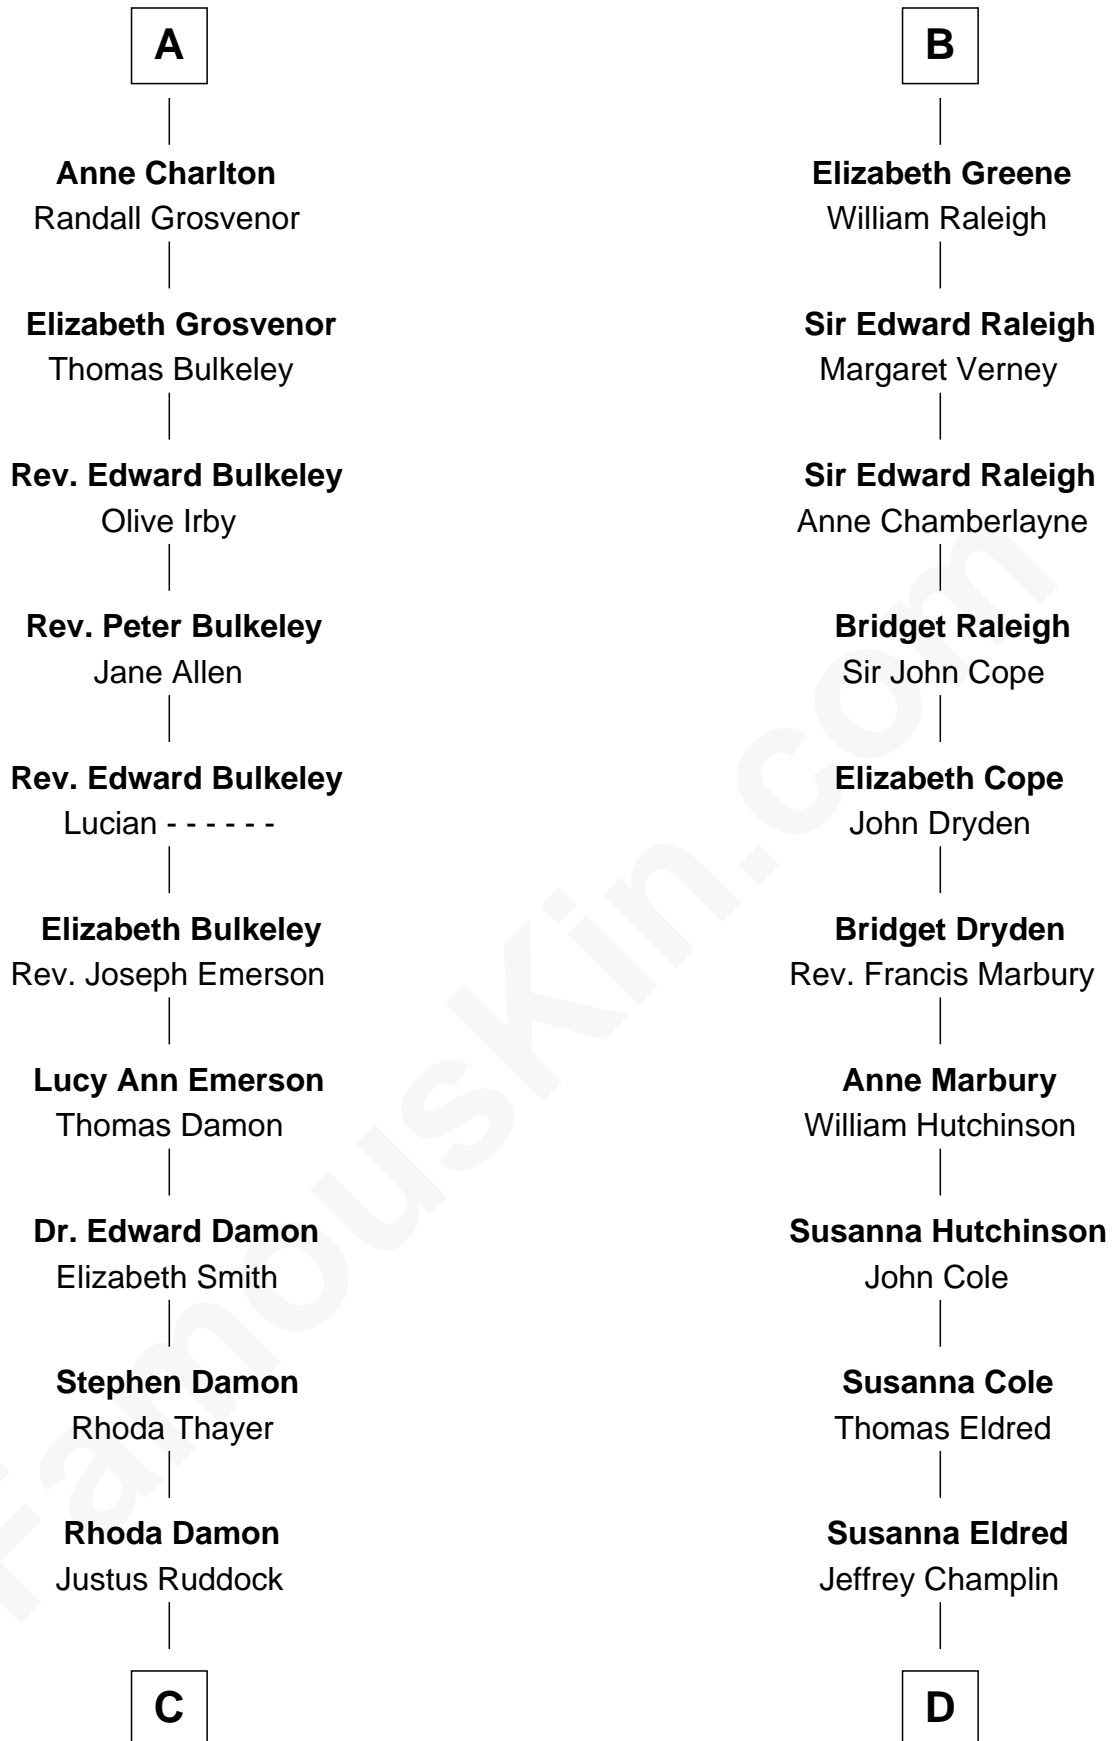 A
Anne Charlton
Randall Grosvenor
Elizabeth Grosvenor
Thomas Bulkeley
Rev. Edward Bulkeley
Olive Irby
Rev. Peter Bulkeley
Jane Allen
Rev. Edward Bulkeley
Lucian - - - - - -
Elizabeth Bulkeley
Rev. Joseph Emerson
Lucy Ann Emerson
Thomas Damon
Dr. Edward Damon
Elizabeth Smith
Stephen Damon
Rhoda Thayer
Rhoda Damon
Justus Ruddock
C
B
Elizabeth Greene
William Raleigh
Sir Edward Raleigh
Margaret Verney
Sir Edward Raleigh
Anne Chamberlayne
Bridget Raleigh
Sir John Cope
Elizabeth Cope
John Dryden
Bridget Dryden
Rev. Francis Marbury
Anne Marbury
William Hutchinson
Susanna Hutchinson
John Cole
Susanna Cole
Thomas Eldred
Susanna Eldred
Jeffrey Champlin
D
FamousKin.com